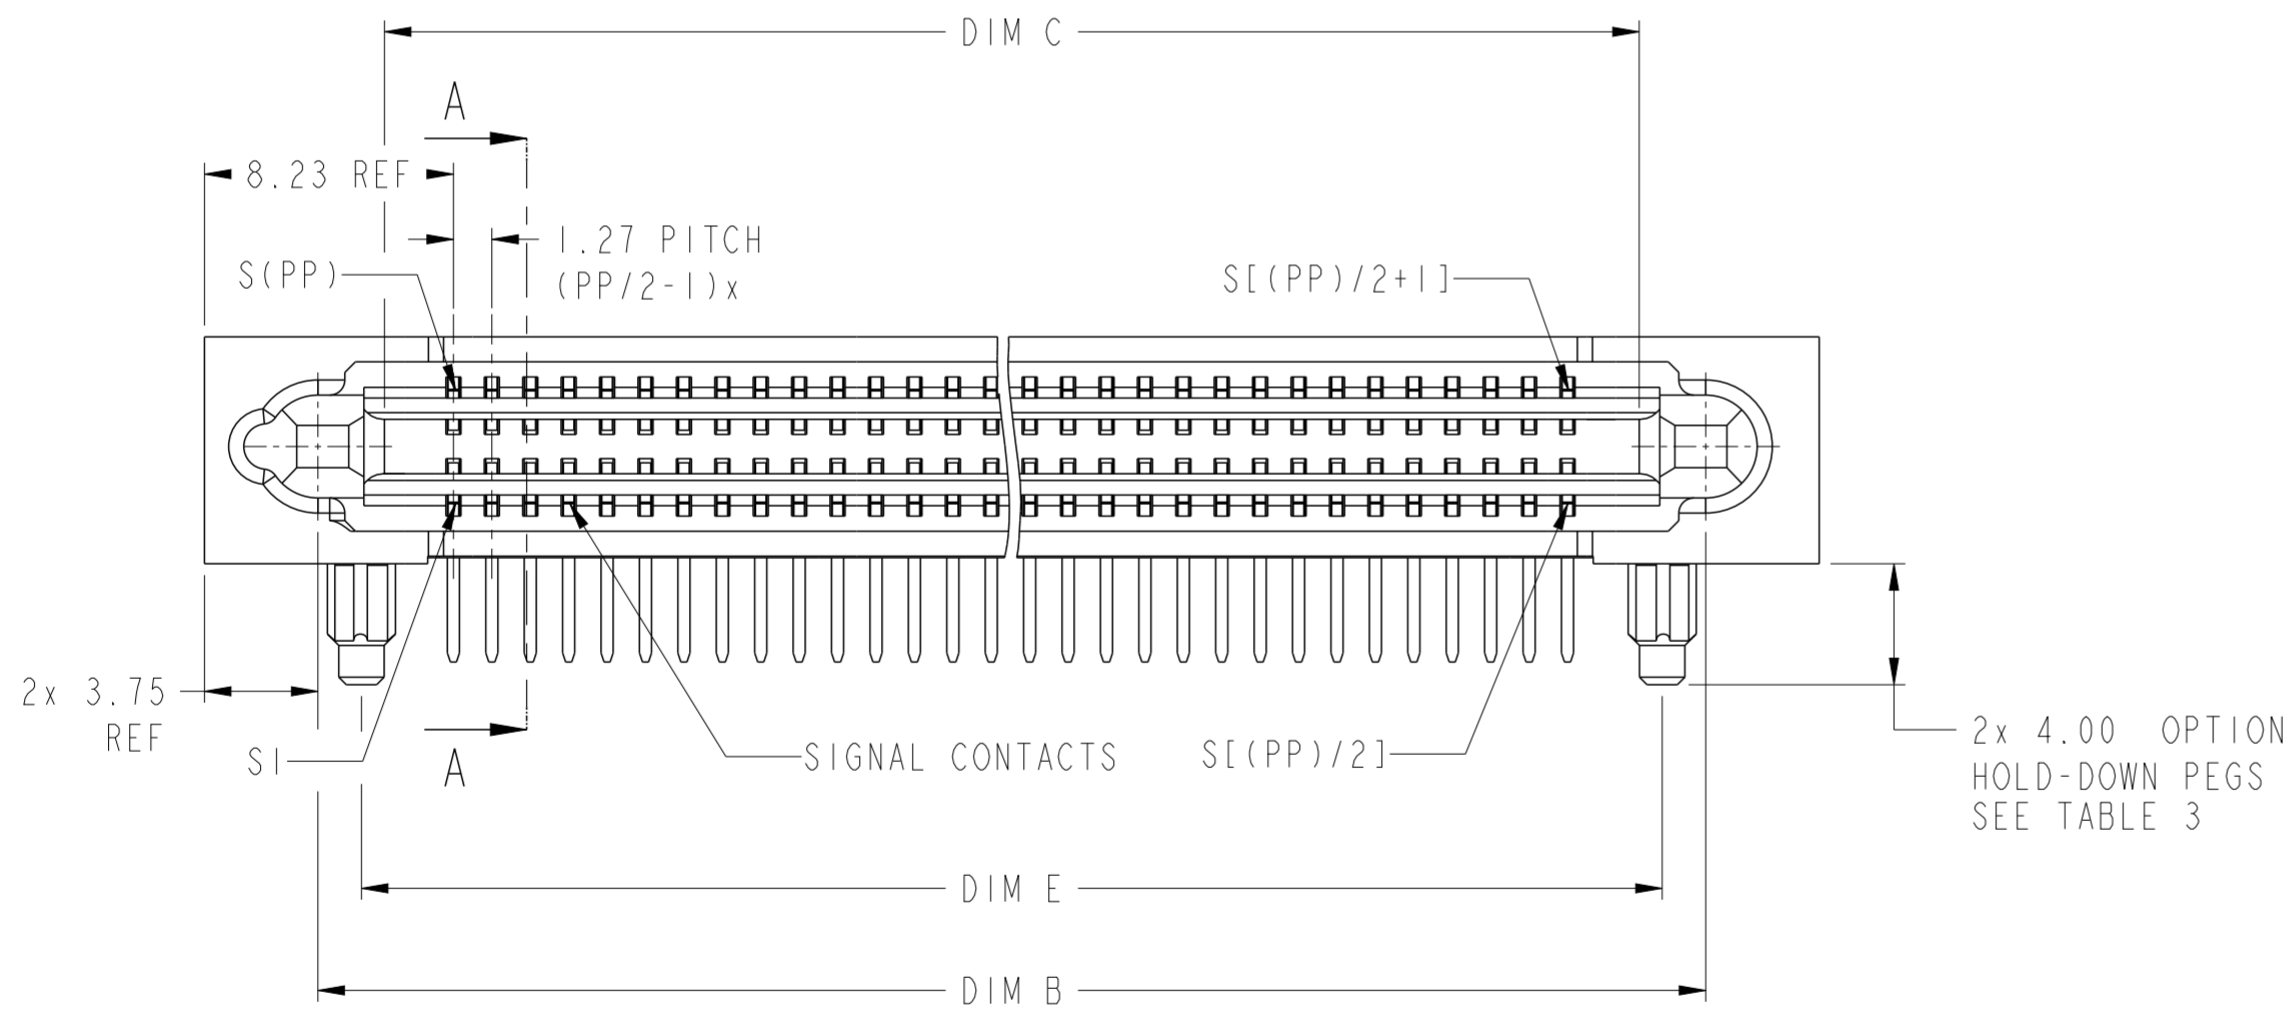 DIM C
A
8.23 REF
1.27 PITCH
(PP/2-1)x
S(PP)
S[(PP)/2+1]
2x 3.75
REF
S1
A
SIGNAL CONTACTS
S[(PP)/2]
2x 4.00 OPTION
HOLD-DOWN PEGS
SEE TABLE 3
DIM E
DIM B